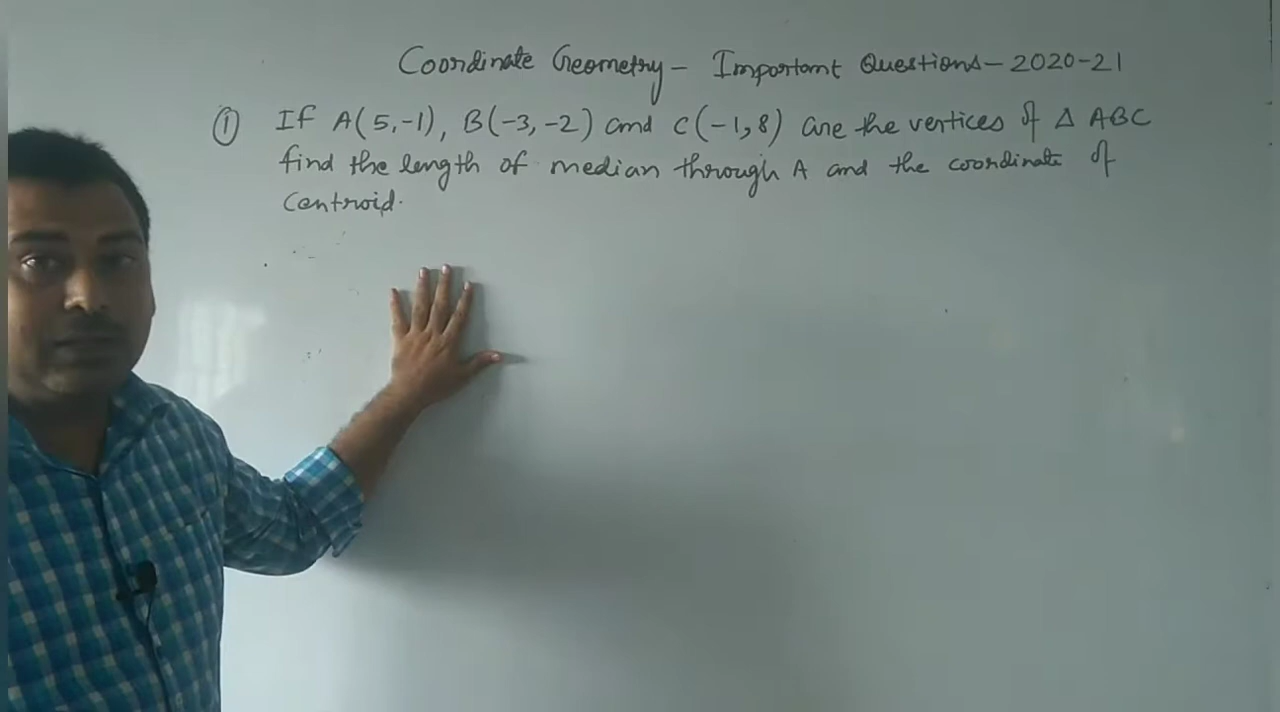 Coordinate Geometry - Important Questions - 2020-21
① If A(5,-1), B(-3,-2) and C(-1,8) are the vertices of Δ ABC
find the length of median through A and the coordinate of
centroid.